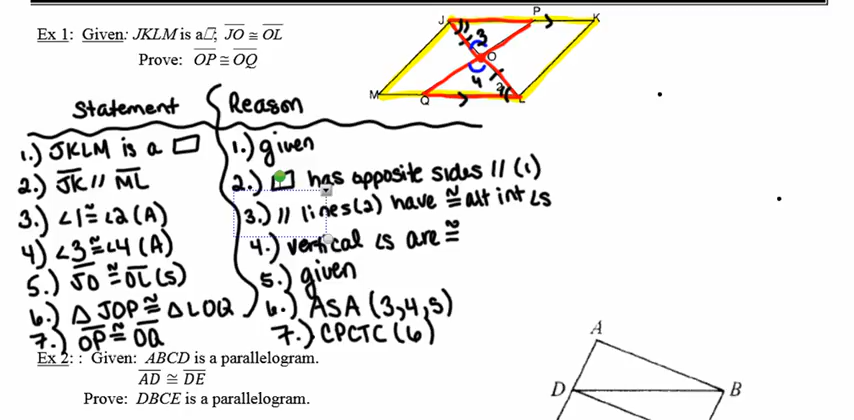 Ex 1: Given: JKLM is a ▱; JO ≅ OL
Prove: OP ≅ OQ
J P K
3
O
4
2
M Q L
Statement Reason
1.) JKLM is a ▱ 1.) given
2.) JK // ML 2.) ▱ has opposite sides // (1)
3.) ∠1≅∠2 (A) 3.) // lines(2) have ≅ alt int ∠s
4) ∠3≅∠4 (A) 4.) vertical ∠s are ≅
5.) JO ≅ OL (S) 5.) given
6.) △ JOP ≅ △ LOQ 6.) ASA (3,4,5)
7.) OP ≅ OQ 7.) CPCTC (6)
Ex 2: : Given: ABCD is a parallelogram.
AD ≅ DE
Prove: DBCE is a parallelogram.
A
D B